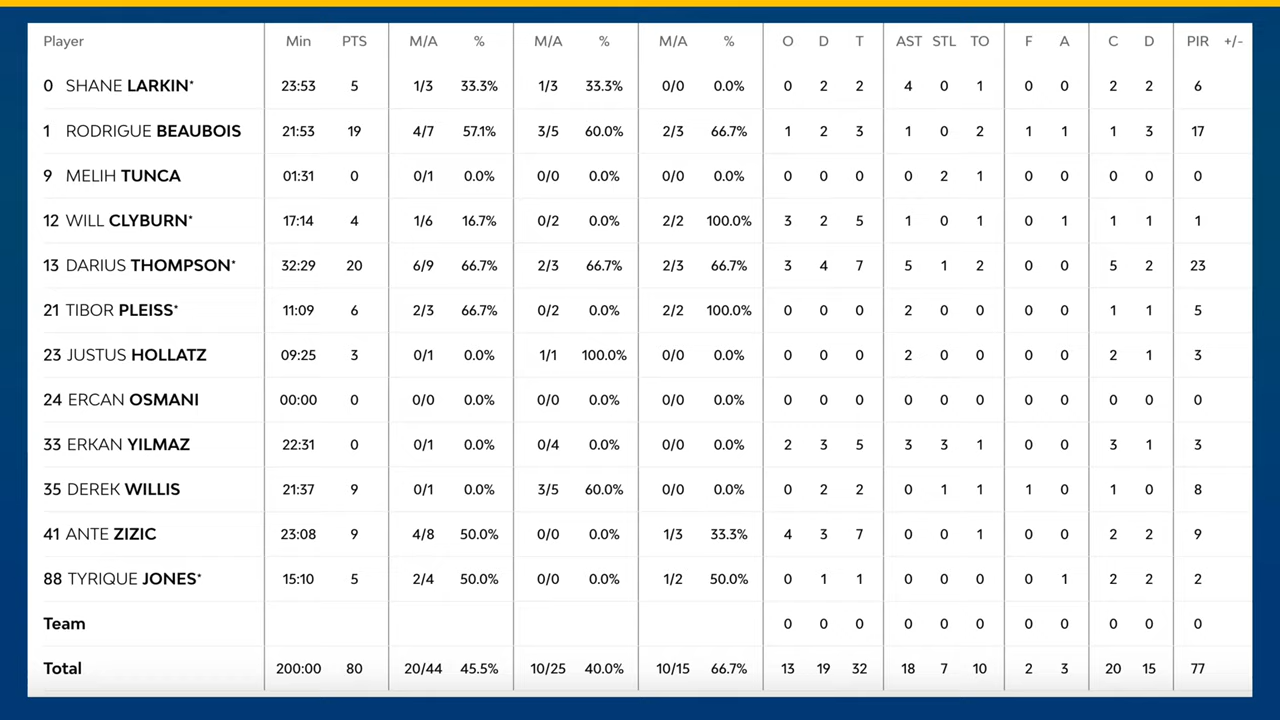 Player Min PTS M/A % M/A % M/A % O D T AST STL TO F A C D PIR +/-
0 SHANE LARKIN* 23:53 5 1/3 33.3% 1/3 33.3% 0/0 0.0% 0 2 2 4 0 1 0 0 2 2 6
1 RODRIGUE BEAUBOIS 21:53 19 4/7 57.1% 3/5 60.0% 2/3 66.7% 1 2 3 1 0 2 1 1 1 3 17
9 MELIH TUNCA 01:31 0 0/1 0.0% 0/0 0.0% 0/0 0.0% 0 0 0 0 2 1 0 0 0 0 0
12 WILL CLYBURN* 17:14 4 1/6 16.7% 0/2 0.0% 2/2 100.0% 3 2 5 1 0 1 0 1 1 1 1
13 DARIUS THOMPSON* 32:29 20 6/9 66.7% 2/3 66.7% 2/3 66.7% 3 4 7 5 1 2 0 0 5 2 23
21 TIBOR PLEISS* 11:09 6 2/3 66.7% 0/2 0.0% 2/2 100.0% 0 0 0 2 0 0 0 0 1 1 5
23 JUSTUS HOLLATZ 09:25 3 0/1 0.0% 1/1 100.0% 0/0 0.0% 0 0 0 2 0 0 0 0 2 1 3
24 ERCAN OSMANI 00:00 0 0/0 0.0% 0/0 0.0% 0/0 0.0% 0 0 0 0 0 0 0 0 0 0 0
33 ERKAN YILMAZ 22:31 0 0/1 0.0% 0/4 0.0% 0/0 0.0% 2 3 5 3 3 1 0 0 3 1 3
35 DEREK WILLIS 21:37 9 0/1 0.0% 3/5 60.0% 0/0 0.0% 0 2 2 0 1 1 1 0 1 0 8
41 ANTE ZIZIC 23:08 9 4/8 50.0% 0/0 0.0% 1/3 33.3% 4 3 7 0 0 1 0 0 2 2 9
88 TYRIQUE JONES* 15:10 5 2/4 50.0% 0/0 0.0% 1/2 50.0% 0 1 1 0 0 0 0 1 2 2 2
Team 0 0 0 0 0 0 0 0 0 0 0
Total 200:00 80 20/44 45.5% 10/25 40.0% 10/15 66.7% 13 19 32 18 7 10 2 3 20 15 77